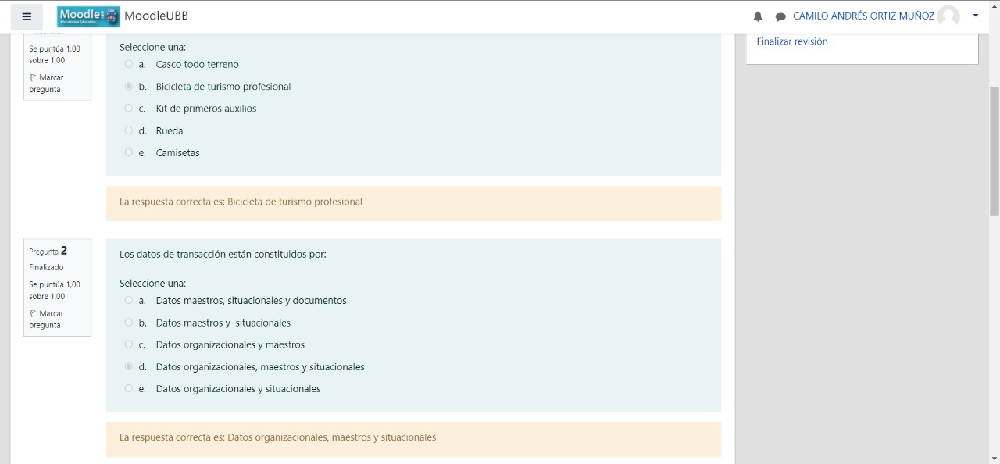 Moodle
Plataforma Educativa
MoodleUBB
CAMILO ANDRÉS ORTIZ MUÑOZ
Se puntúa 1,00
sobre 1,00
Marcar
pregunta
Seleccione una:
a. Casco todo terreno
b. Bicicleta de turismo profesional
c. Kit de primeros auxilios
d. Rueda
e. Camisetas
La respuesta correcta es: Bicicleta de turismo profesional
Finalizar revisión
Pregunta 2
Finalizado
Se puntúa 1,00
sobre 1,00
Marcar
pregunta
Los datos de transacción están constituidos por:
Seleccione una:
a. Datos maestros, situacionales y documentos
b. Datos maestros y situacionales
c. Datos organizacionales y maestros
d. Datos organizacionales, maestros y situacionales
e. Datos organizacionales y situacionales
La respuesta correcta es: Datos organizacionales, maestros y situacionales